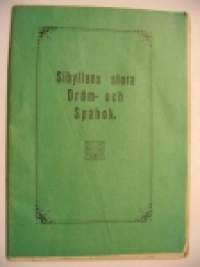 Sibyllans stora
Dröm- och
Spåbok.